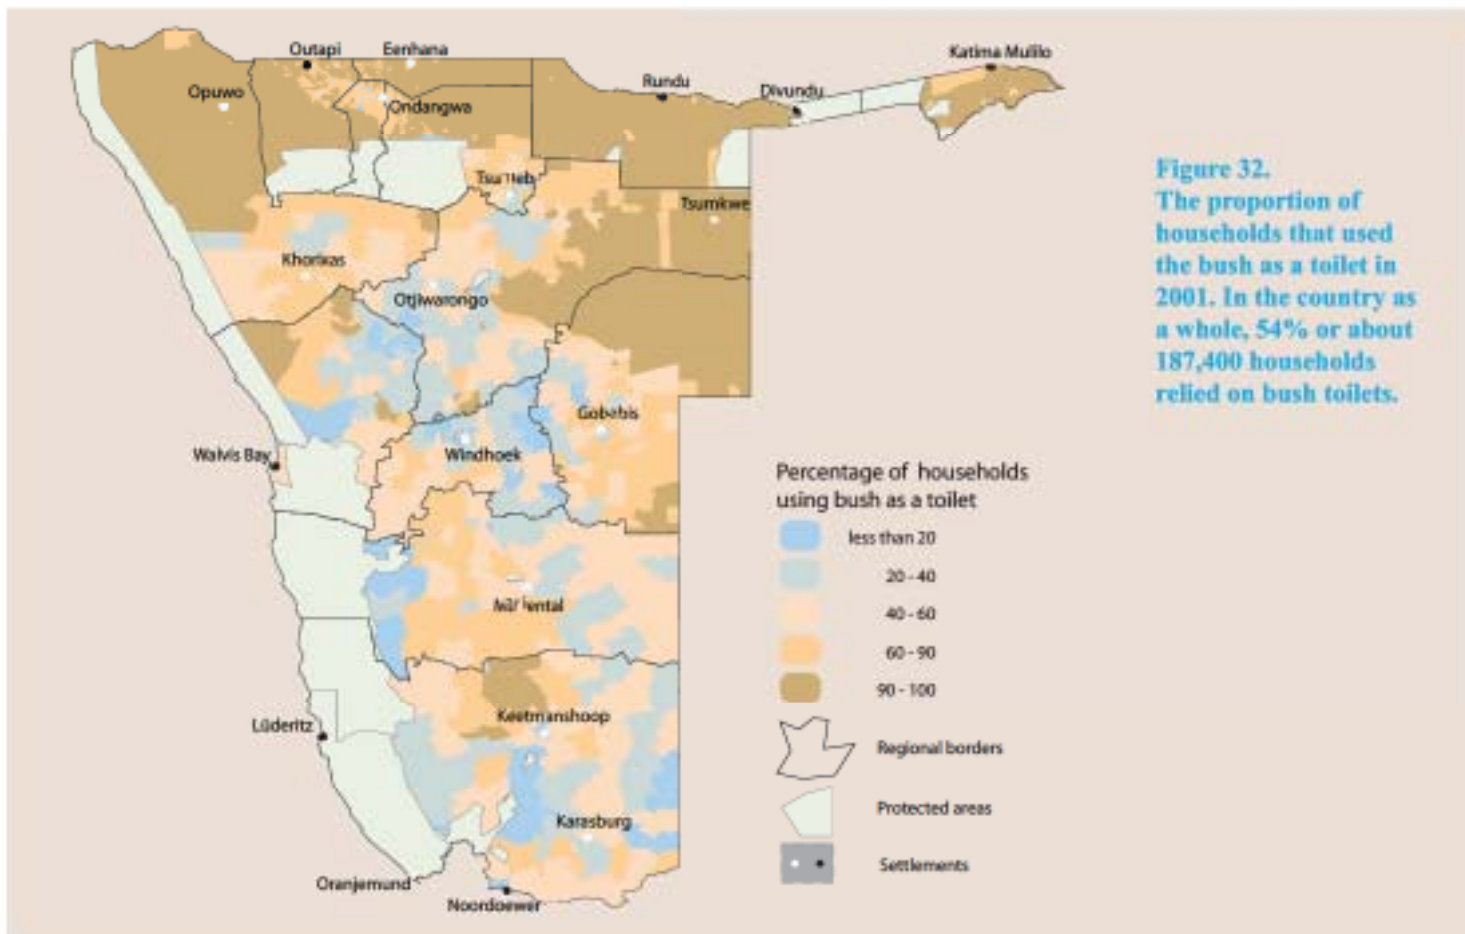 Outapi
Eenhana
Katima Mulilo
Opuwo
Ondangwa
Rundu
Divundu
Tsumkwe
Khorixas
Otjiwarongo
Gobabis
Walvis Bay
Windhoek
Lüderitz
Keetmanshoop
Karasburg
Oranjemund
Noordoewer
Figure 32.
The proportion of
households that used
the bush as a toilet in
2001. In the country as
a whole, 54% or about
187,400 households
relied on bush toilets.
Percentage of households
using bush as a toilet
less than 20
20 - 40
40 - 60
60 - 90
90 - 100
Regional borders
Protected areas
Settlements